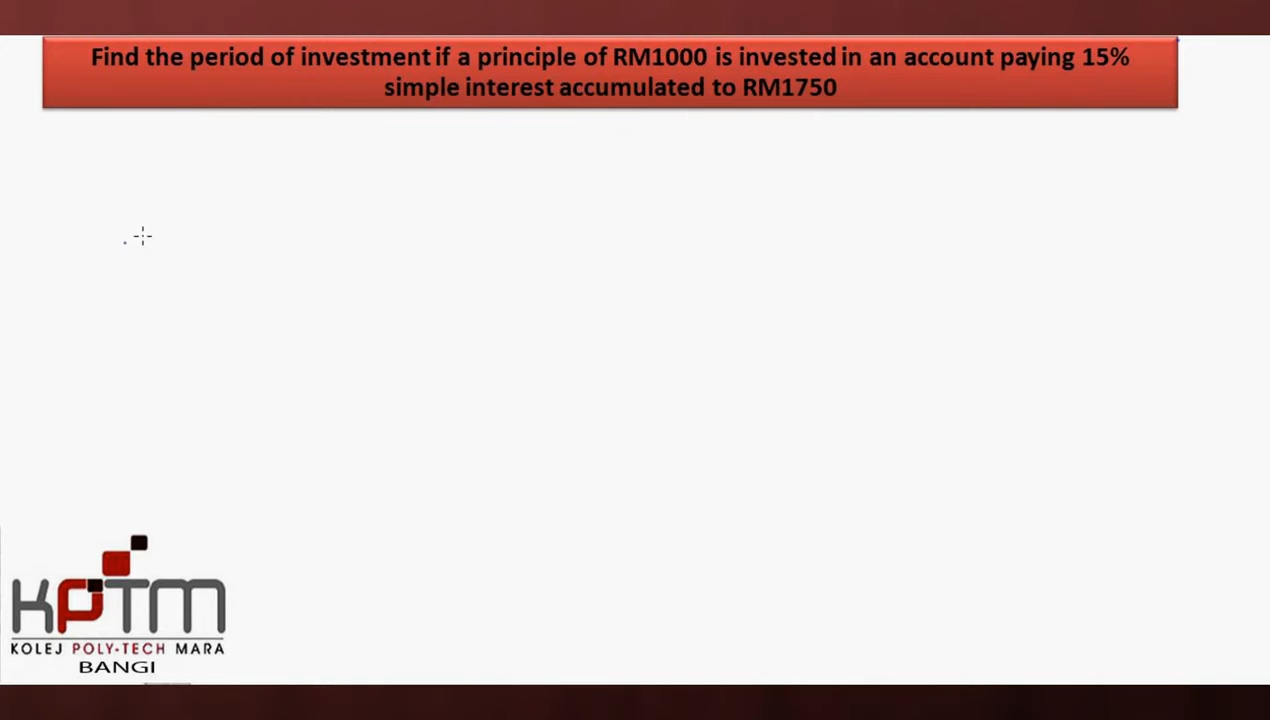 Find the period of investment if a principle of RM1000 is invested in an account paying 15%
simple interest accumulated to RM1750
KPTM
KOLEJ POLY-TECH MARA
BANGI